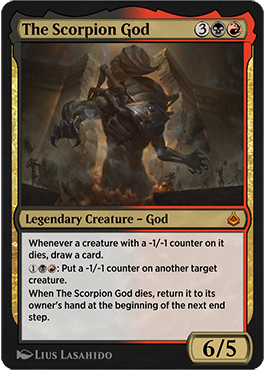 The Scorpion God 3
Legendary Creature – God
Whenever a creature with a -1/-1 counter on it
dies, draw a card.
1: Put a -1/-1 counter on another target
creature.
When The Scorpion God dies, return it to its
owner's hand at the beginning of the next end
step.
6/5
Lius Lasahido